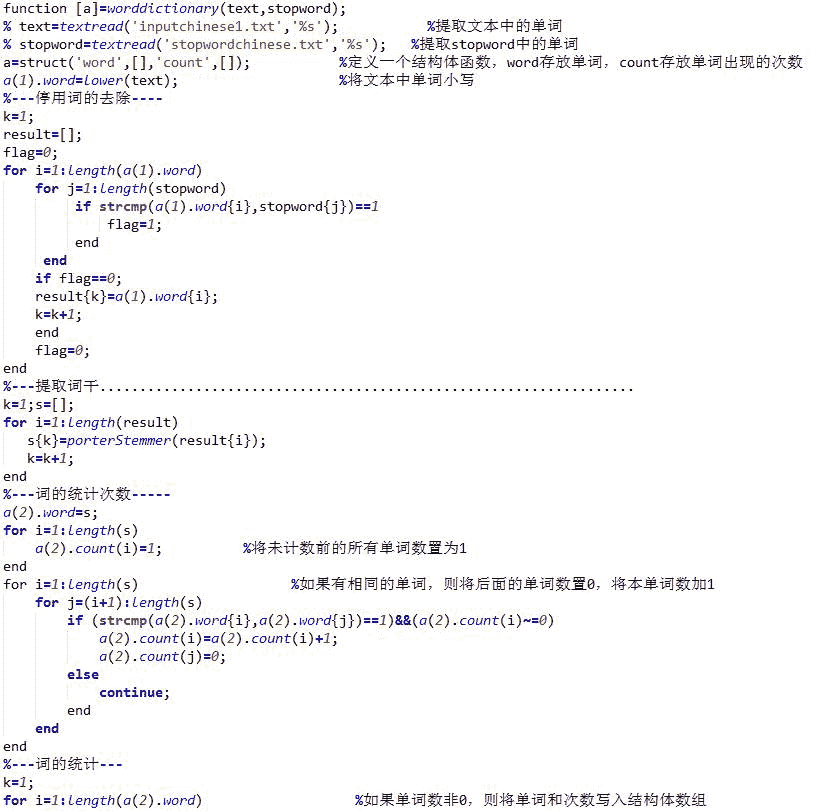 function [a]=worddictionary(text,stopword);
% text=textread('inputchinese1.txt','%s');           %提取文本中的单词
% stopword=textread('stopwordchinese.txt','%s');   %提取stopword中的单词
a=struct('word',[],'count',[]);           %定义一个结构体函数，word存放单词，count存放单词出现的次数
a(1).word=lower(text);                    %将文本中单词小写
%---停用词的去除----
k=1;
result=[];
flag=0;
for i=1:length(a(1).word)
    for j=1:length(stopword)
         if strcmp(a(1).word{i},stopword{j})==1
             flag=1;
         end
     end
    if flag==0;
    result{k}=a(1).word{i};
    k=k+1;
    end
    flag=0;
end
%---提取词干...................................................................
k=1;s=[];
for i=1:length(result)
   s{k}=porterStemmer(result{i});
   k=k+1;
end
%---词的统计次数-----
a(2).word=s;
for i=1:length(s)
    a(2).count(i)=1;          %将未计数前的所有单词数置为1
end
for i=1:length(s)                   %如果有相同的单词，则将后面的单词数置0，将本单词数加1
    for j=(i+1):length(s)
        if (strcmp(a(2).word{i},a(2).word{j})==1)&&(a(2).count(i)~=0)
            a(2).count(i)=a(2).count(i)+1;
            a(2).count(j)=0;
        else
            continue;
        end
    end
end
%---词的统计---
k=1;
for i=1:length(a(2).word)                   %如果单词数非0，则将单词和次数写入结构体数组